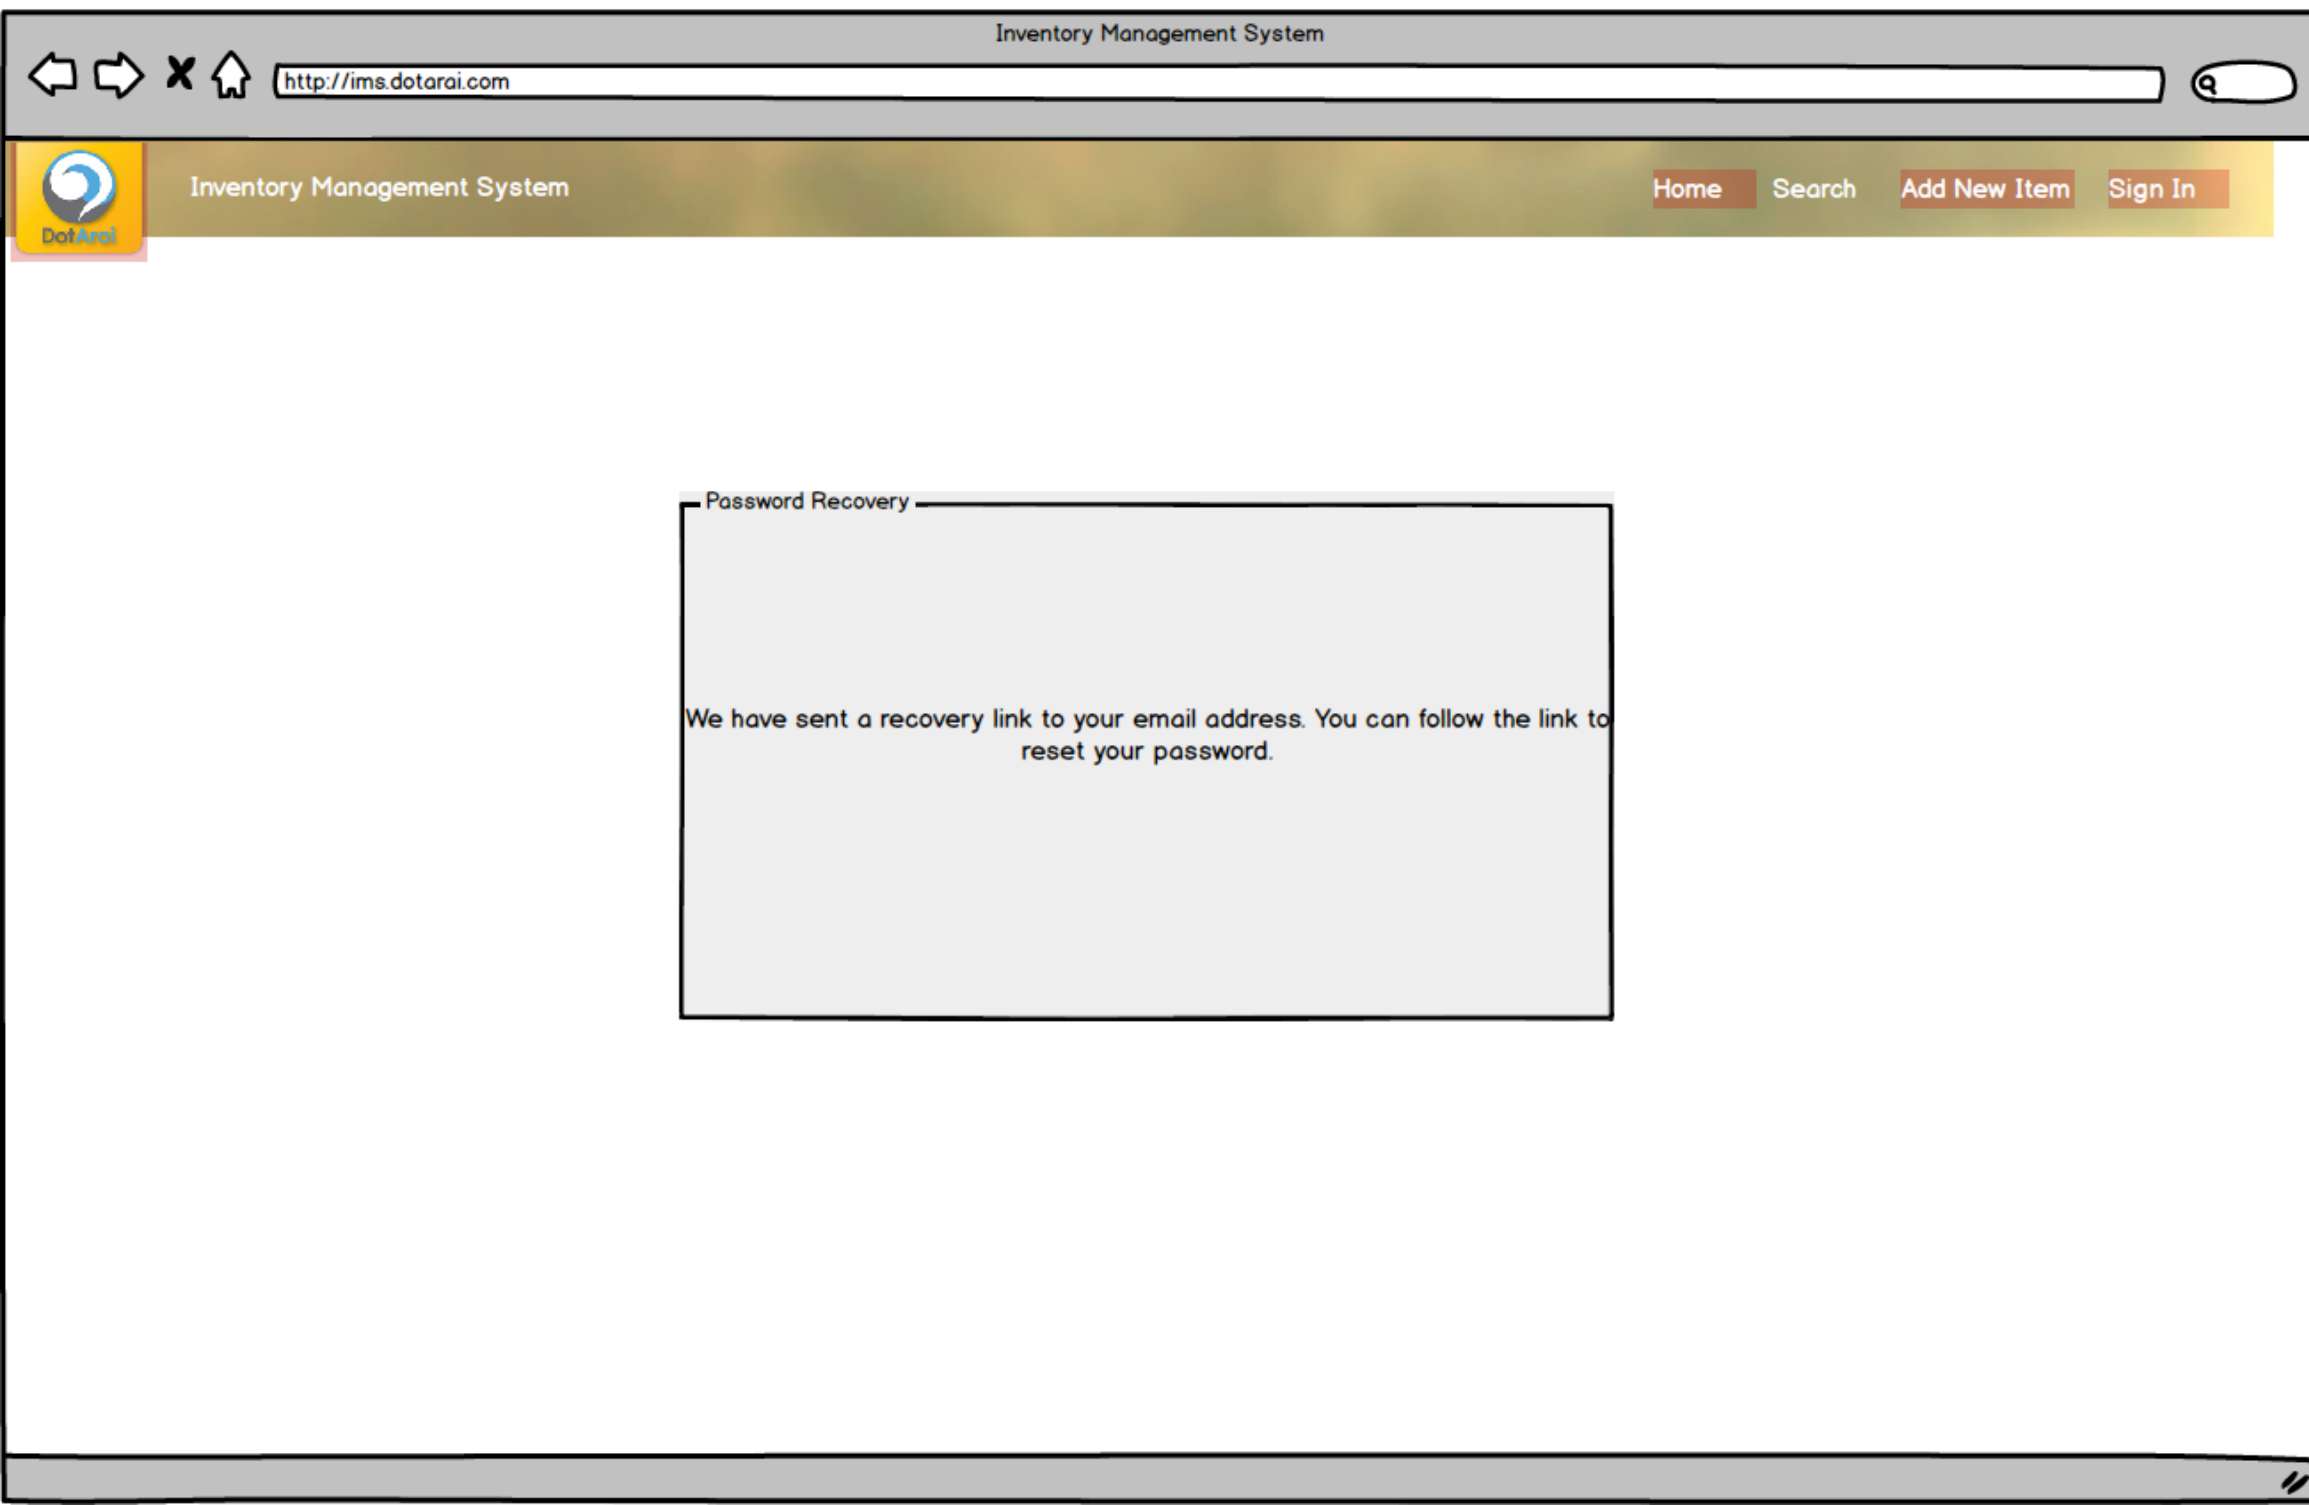 Inventory Management System
http://ims.dotarai.com
DotArai
Inventory Management System
Home
Search
Add New Item
Sign In
Password Recovery
We have sent a recovery link to your email address. You can follow the link to
reset your password.